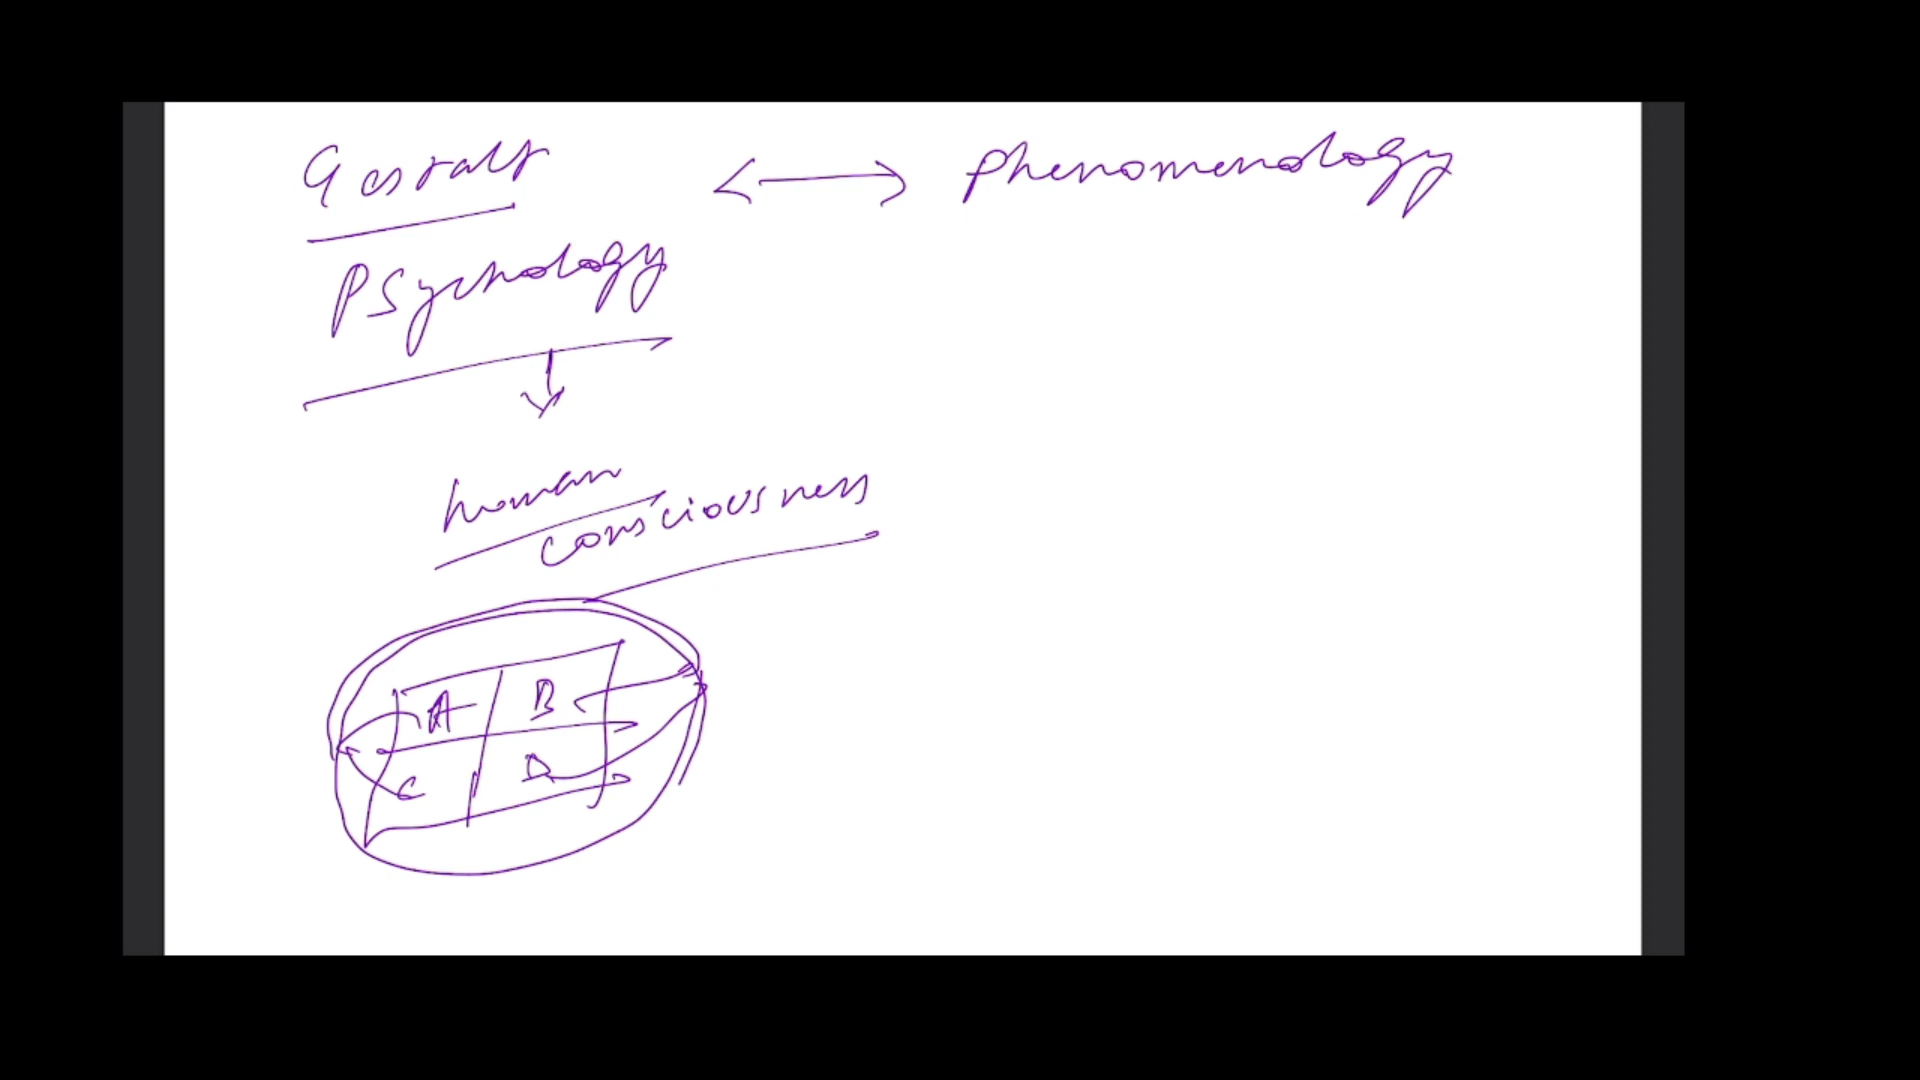 Gestalt <—> Phenomenology
Psychology
human
consciousness
A B
C D